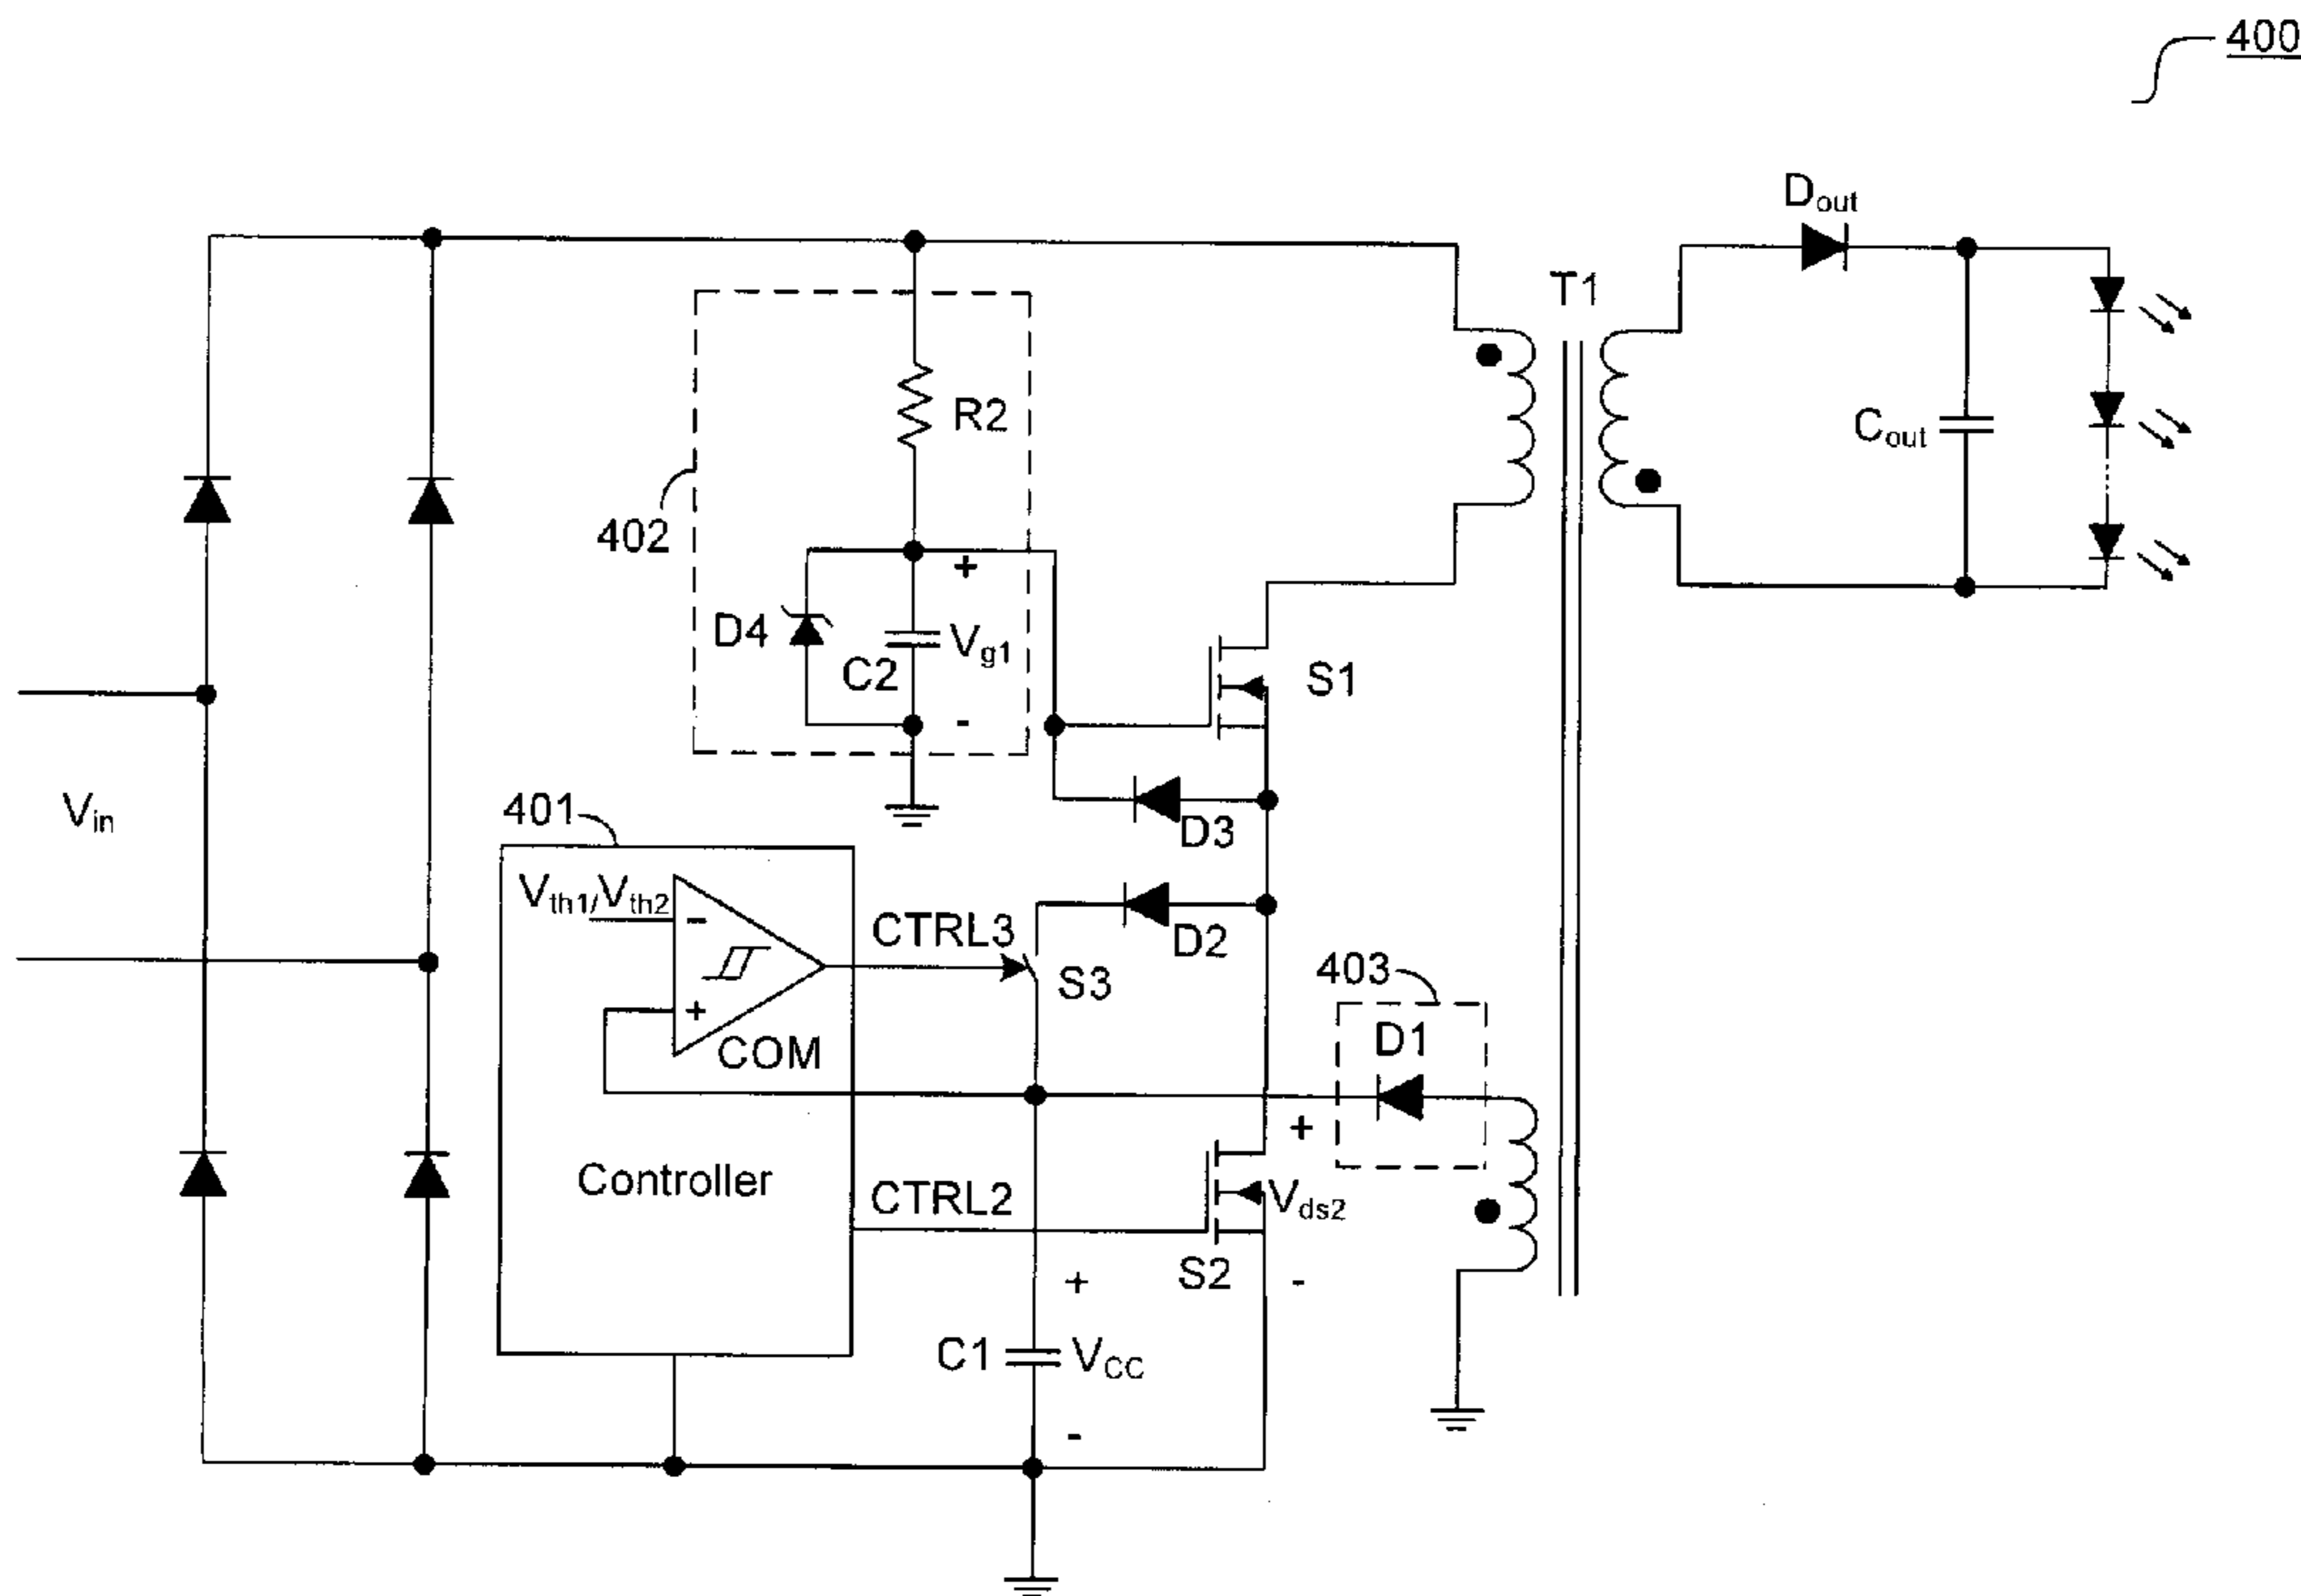 400
Dout
T1
R2
Cout
402
+
D4
Vg1
C2
S1
-
Vin
401
D3
Vth1/Vth2
-
CTRL3
D2
403
S3
+
D1
COM
+
Controller
CTRL2
Vds2
S2
+
-
C1
VCC
-